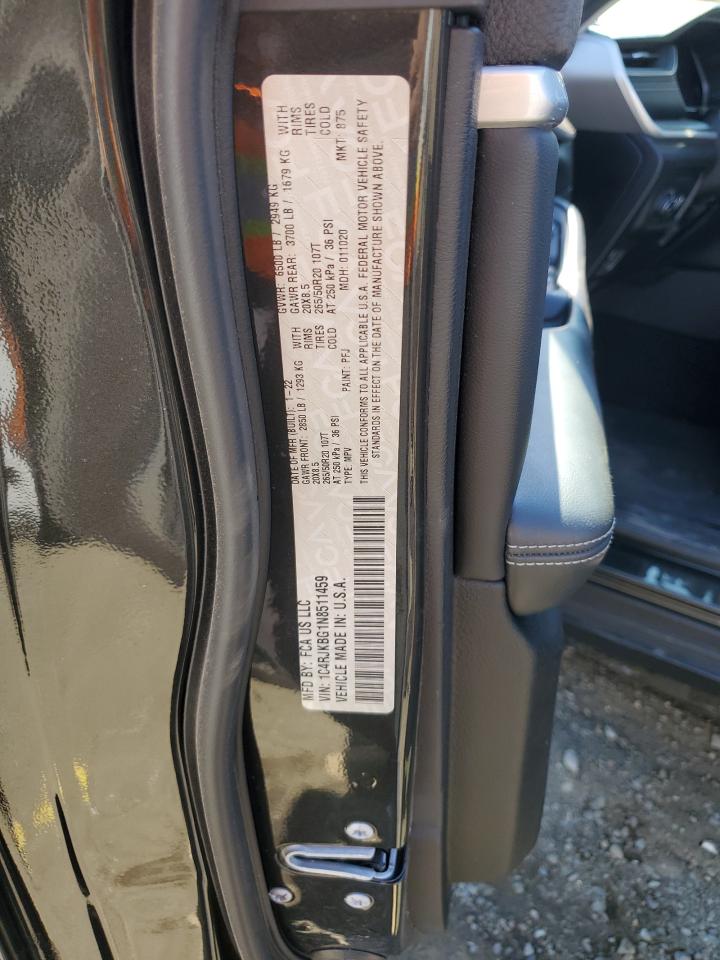 MFD BY: FCA US LLC
VIN: 1C4RJKBG1N8511459
VEHICLE MADE IN: U.S.A.
DATE OF MFR (BUILT): 1-22
GAWR FRONT: 2850 LB / 1293 KG WITH
20X8.5 RIMS
265/50R20 107T TIRES
AT 250 kPa / 36 PSI COLD
TYPE: MPV PAINT: PFJ
GVWR: 6500 LB / 2949 KG
GAWR REAR: 3700 LB / 1679 KG WITH
20X8.5 RIMS
265/50R20 107T TIRES
AT 250 kPa / 36 PSI COLD
MDH: 011020 MKT: 875
THIS VEHICLE CONFORMS TO ALL APPLICABLE U.S.A. FEDERAL MOTOR VEHICLE SAFETY
STANDARDS IN EFFECT ON THE DATE OF MANUFACTURE SHOWN ABOVE.